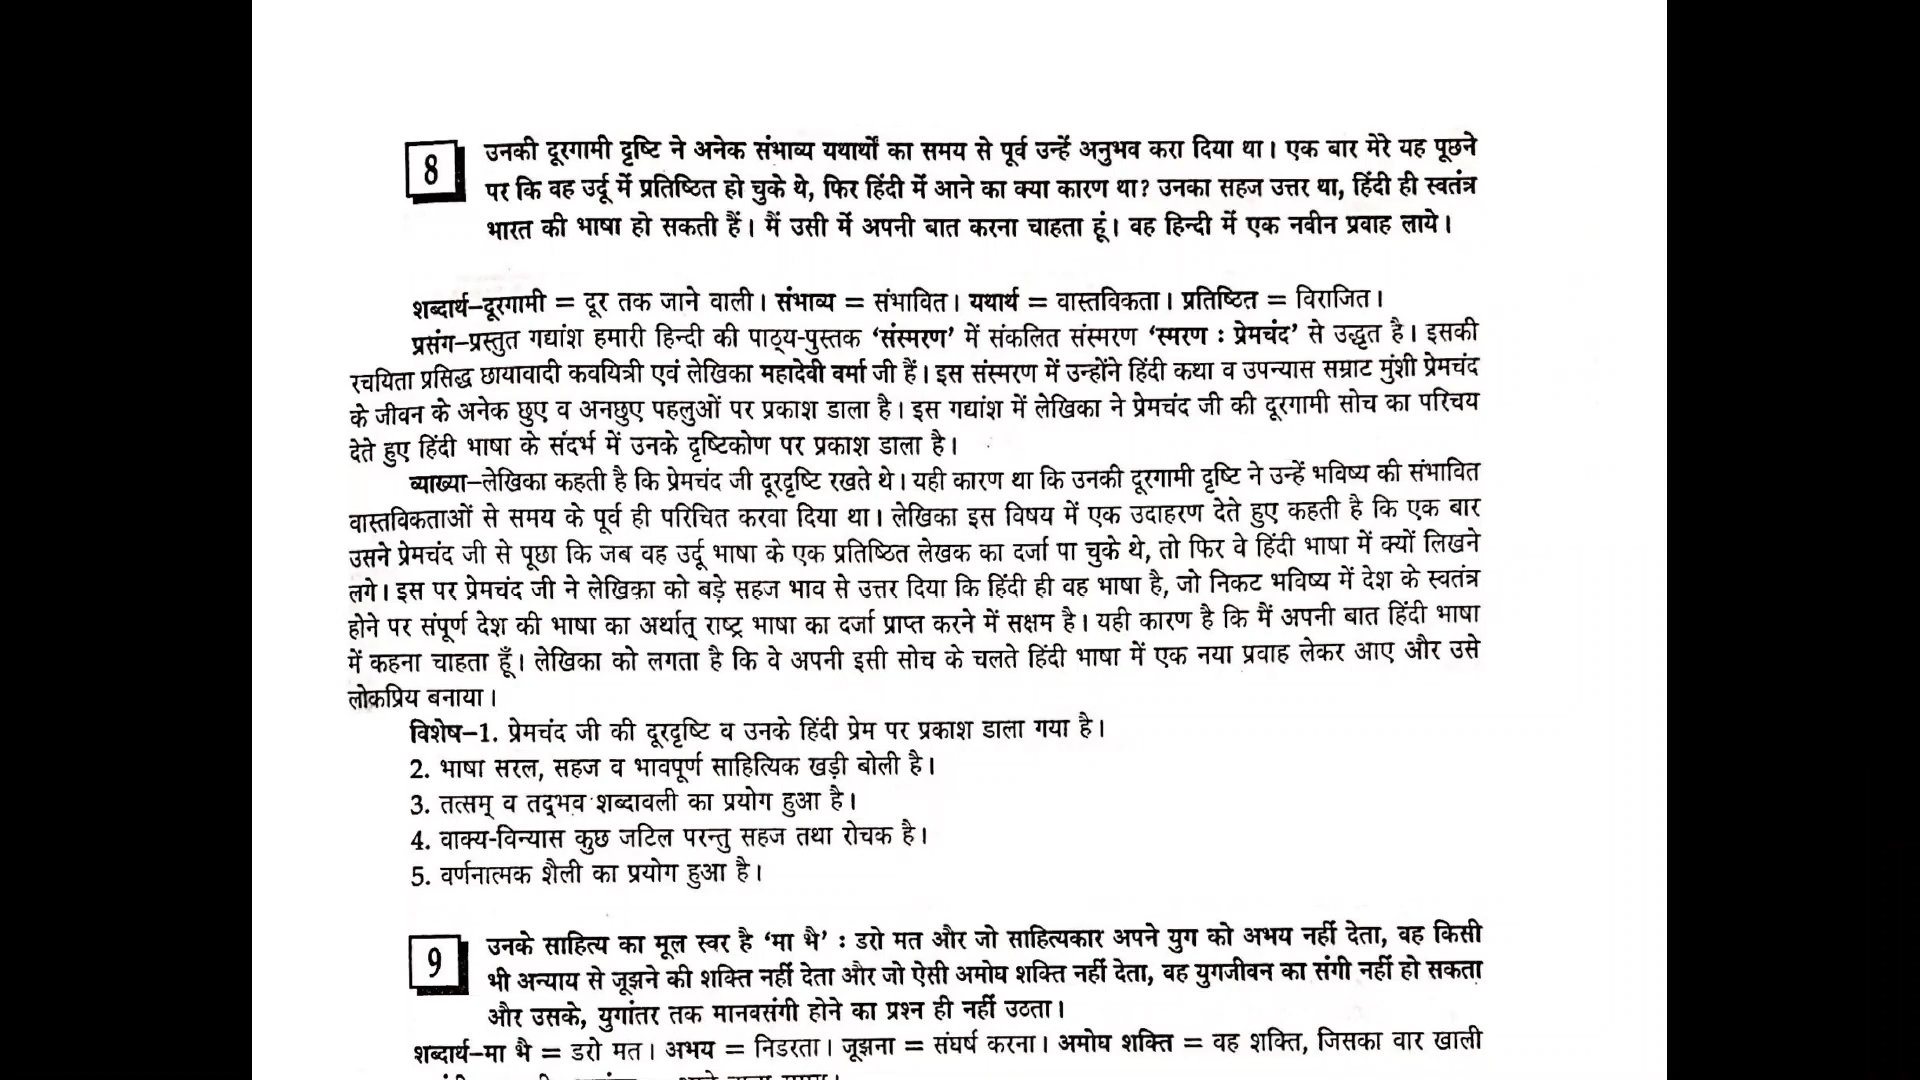 8
उनकी दूरगामी दृष्टि ने अनेक संभाव्य यथार्थों का समय से पूर्व उन्हें अनुभव करा दिया था। एक बार मेरे यह पूछने
पर कि वह उर्दू में प्रतिष्ठित हो चुके थे, फिर हिंदी में आने का क्या कारण था? उनका सहज उत्तर था, हिंदी ही स्वतंत्र
भारत की भाषा हो सकती हैं। मैं उसी में अपनी बात करना चाहता हूं। वह हिन्दी में एक नवीन प्रवाह लाये।
शब्दार्थ–दूरगामी = दूर तक जाने वाली। संभाव्य = संभावित। यथार्थ = वास्तविकता। प्रतिष्ठित = विराजित।
प्रसंग–प्रस्तुत गद्यांश हमारी हिन्दी की पाठ्य-पुस्तक ‘संस्मरण’ में संकलित संस्मरण ‘स्मरण : प्रेमचंद’ से उद्धृत है। इसकी
रचयिता प्रसिद्ध छायावादी कवयित्री एवं लेखिका महादेवी वर्मा जी हैं। इस संस्मरण में उन्होंने हिंदी कथा व उपन्यास सम्राट मुंशी प्रेमचंद
के जीवन के अनेक छुए व अनछुए पहलुओं पर प्रकाश डाला है। इस गद्यांश में लेखिका ने प्रेमचंद जी की दूरगामी सोच का परिचय
देते हुए हिंदी भाषा के संदर्भ में उनके दृष्टिकोण पर प्रकाश डाला है।
व्याख्या–लेखिका कहती है कि प्रेमचंद जी दूरदृष्टि रखते थे। यही कारण था कि उनकी दूरगामी दृष्टि ने उन्हें भविष्य की संभावित
वास्तविकताओं से समय के पूर्व ही परिचित करवा दिया था। लेखिका इस विषय में एक उदाहरण देते हुए कहती है कि एक बार
उसने प्रेमचंद जी से पूछा कि जब वह उर्दू भाषा के एक प्रतिष्ठित लेखक का दर्जा पा चुके थे, तो फिर वे हिंदी भाषा में क्यों लिखने
लगे। इस पर प्रेमचंद जी ने लेखिका को बड़े सहज भाव से उत्तर दिया कि हिंदी ही वह भाषा है, जो निकट भविष्य में देश के स्वतंत्र
होने पर संपूर्ण देश की भाषा का अर्थात् राष्ट्र भाषा का दर्जा प्राप्त करने में सक्षम है। यही कारण है कि मैं अपनी बात हिंदी भाषा
में कहना चाहता हूँ। लेखिका को लगता है कि वे अपनी इसी सोच के चलते हिंदी भाषा में एक नया प्रवाह लेकर आए और उसे
लोकप्रिय बनाया।
विशेष–1. प्रेमचंद जी की दूरदृष्टि व उनके हिंदी प्रेम पर प्रकाश डाला गया है।
2. भाषा सरल, सहज व भावपूर्ण साहित्यिक खड़ी बोली है।
3. तत्सम् व तद्भव शब्दावली का प्रयोग हुआ है।
4. वाक्य-विन्यास कुछ जटिल परन्तु सहज तथा रोचक है।
5. वर्णनात्मक शैली का प्रयोग हुआ है।
9
उनके साहित्य का मूल स्वर है ‘मा भै’ : डरो मत और जो साहित्यकार अपने युग को अभय नहीं देता, वह किसी
भी अन्याय से जूझने की शक्ति नहीं देता और जो ऐसी अमोघ शक्ति नहीं देता, वह युगजीवन का संगी नहीं हो सकता
और उसके, युगांतर तक मानवसंगी होने का प्रश्न ही नहीं उठता।
शब्दार्थ–मा भै = डरो मत। अभय = निडरता। जूझना = संघर्ष करना। अमोघ शक्ति = वह शक्ति, जिसका वार खाली